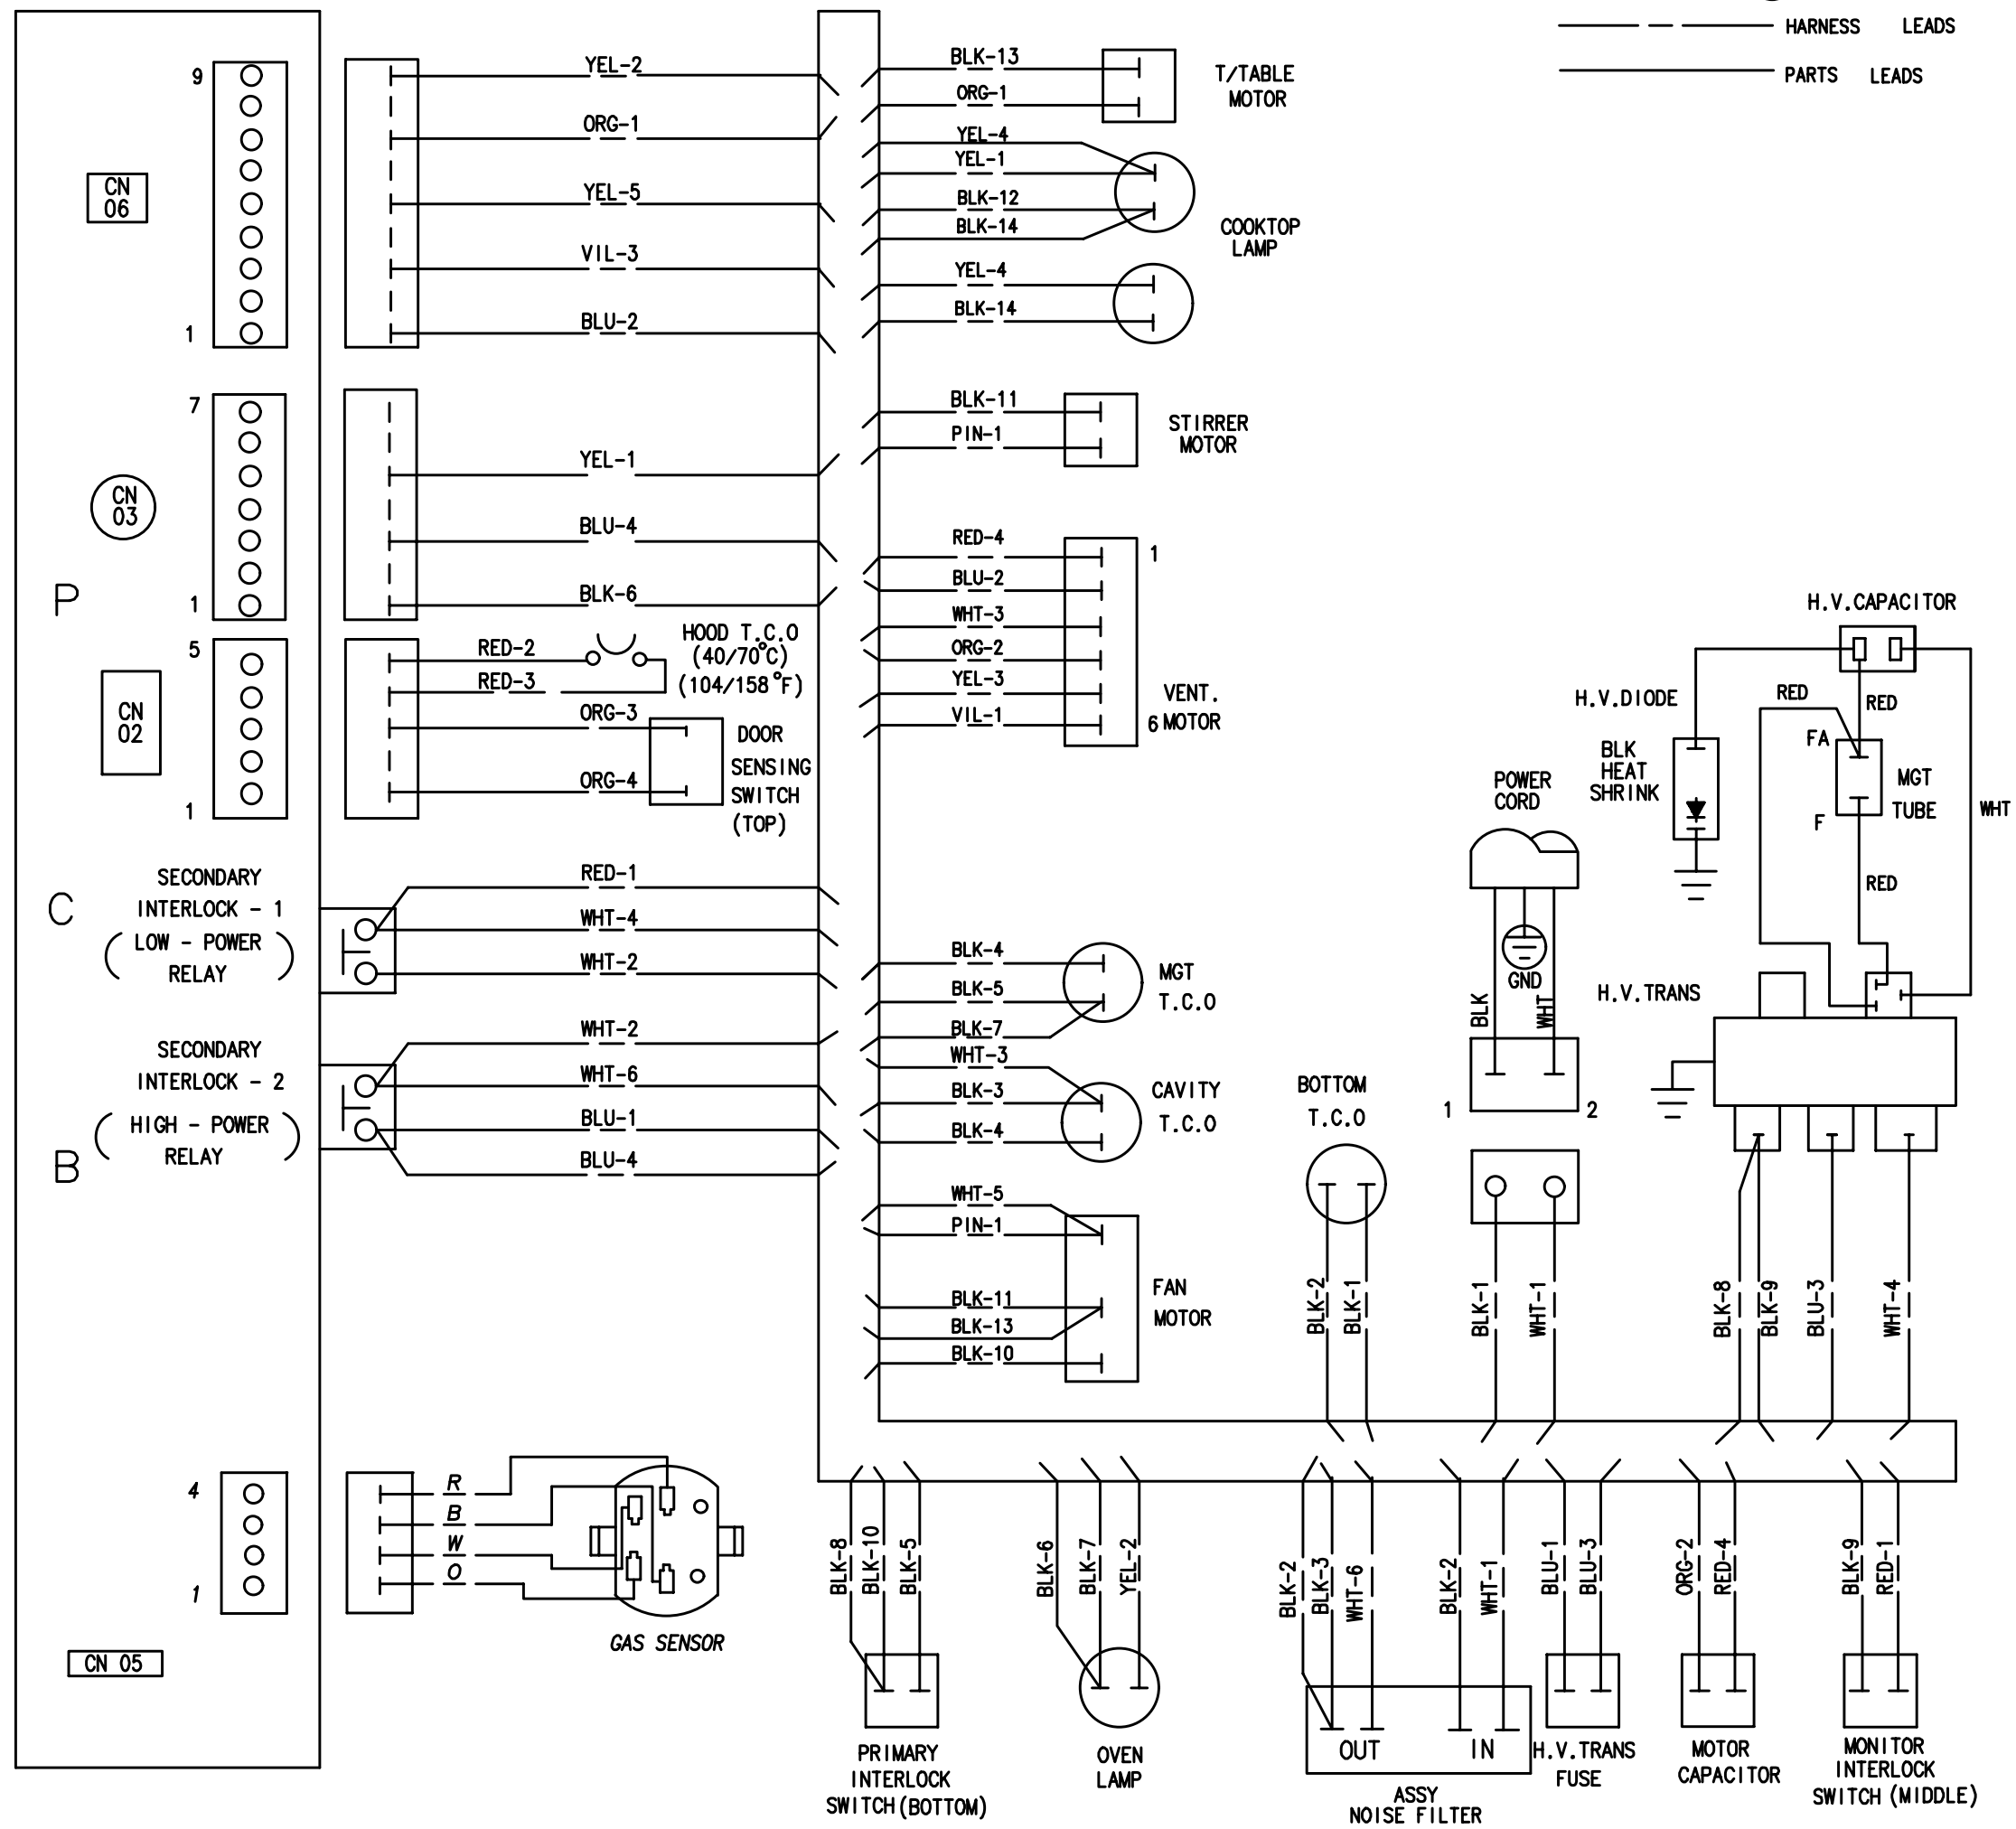 HARNESS LEADS
PARTS LEADS
9
CN
06
1
YEL-2
ORG-1
YEL-5
VIL-3
BLU-2
BLK-13
ORG-1
T/TABLE
MOTOR
YEL-4
YEL-1
BLK-12
BLK-14
COOKTOP
LAMP
YEL-4
BLK-14
7
CN
03
1
YEL-1
BLU-4
BLK-6
BLK-11
PIN-1
STIRRER
MOTOR
P
C
B
5
CN
02
1
RED-2
RED-3
HOOD T.C.O
(40/70°C)
(104/158°F)
ORG-3
ORG-4
DOOR
SENSING
SWITCH
(TOP)
RED-4
BLU-2
WHT-3
ORG-2
YEL-3
VIL-1
1
6
VENT.
MOTOR
H.V.CAPACITOR
H.V.DIODE
BLK
HEAT
SHRINK
RED
RED
FA
MGT
TUBE
F
RED
WHT
POWER
CORD
GND
BLK
WHT
1
2
H.V.TRANS
SECONDARY
INTERLOCK - 1
(LOW - POWER
RELAY)
RED-1
WHT-4
WHT-2
SECONDARY
INTERLOCK - 2
(HIGH - POWER
RELAY)
WHT-2
WHT-6
BLU-1
BLU-4
BLK-4
BLK-5
BLK-7
MGT
T.C.O
WHT-3
BLK-3
BLK-4
CAVITY
T.C.O
BOTTOM
T.C.O
WHT-5
PIN-1
BLK-11
BLK-13
BLK-10
FAN
MOTOR
BLK-2
BLK-1
BLK-1
WHT-1
BLK-8
BLK-9
BLU-3
WHT-4
4
1
R
B
W
O
GAS SENSOR
CN 05
BLK-8
BLK-10
BLK-5
PRIMARY
INTERLOCK
SWITCH(BOTTOM)
BLK-6
BLK-7
YEL-2
OVEN
LAMP
BLK-2
BLK-3
WHT-6
BLK-2
WHT-1
OUT
IN
ASSY
NOISE FILTER
BLU-1
BLU-3
H.V.TRANS
FUSE
ORG-2
RED-4
MOTOR
CAPACITOR
BLK-9
RED-1
MONITOR
INTERLOCK
SWITCH (MIDDLE)